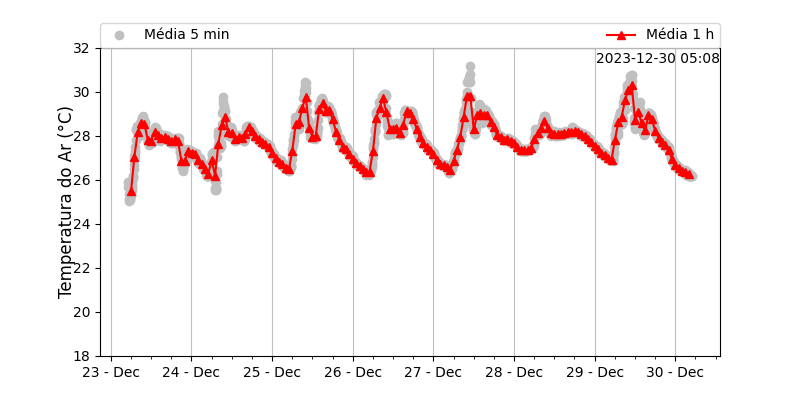 Média 5 min
Média 1 h
2023-12-30 05:08
Temperatura do Ar (°C)
32
30
28
26
24
22
20
18
23 - Dec
24 - Dec
25 - Dec
26 - Dec
27 - Dec
28 - Dec
29 - Dec
30 - Dec